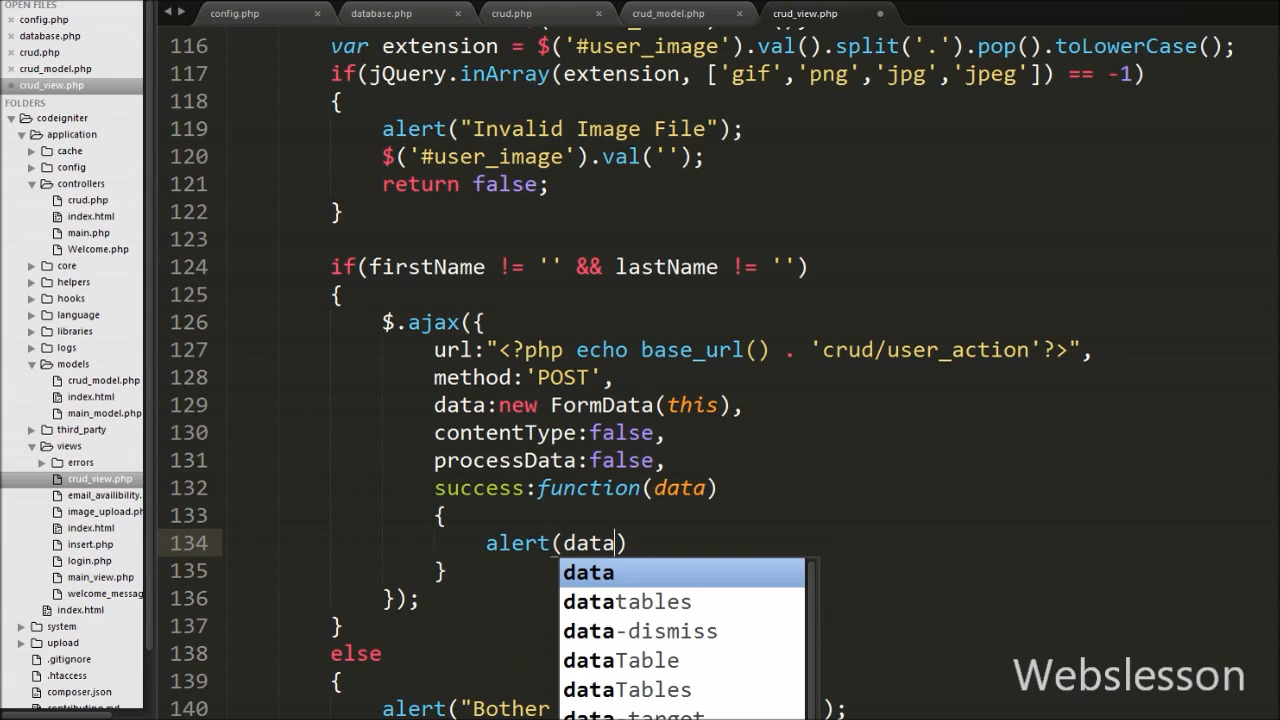 OPEN FILES
config.php
database.php
crud.php
crud_model.php
crud_view.php
FOLDERS
codeigniter
application
cache
config
controllers
crud.php
index.html
main.php
Welcome.php
core
helpers
hooks
language
libraries
logs
models
crud_model.php
index.html
main_model.php
third_party
views
errors
crud_view.php
email_availibility.
image_upload.ph
index.html
insert.php
login.php
main_view.php
welcome_messag
index.html
system
upload
.gitignore
.htaccess
composer.json
contributing.md
config.php × database.php × crud.php × crud_model.php × crud_view.php
116 var extension = $('#user_image').val().split('.').pop().toLowerCase();
117 if(jQuery.inArray(extension, ['gif','png','jpg','jpeg']) == -1)
118 {
119 alert("Invalid Image File");
120 $('#user_image').val('');
121 return false;
122 }
123
124 if(firstName != '' && lastName != '')
125 {
126 $.ajax({
127 url:"<?php echo base_url() . 'crud/user_action'?>",
128 method:'POST',
129 data:new FormData(this),
130 contentType:false,
131 processData:false,
132 success:function(data)
133 {
134 alert(data)
135 }
136 });
137 }
138 else
139 {
140 alert("Bother );
data
datatables
data-dismiss
dataTable
dataTables
data-target
Webslesson